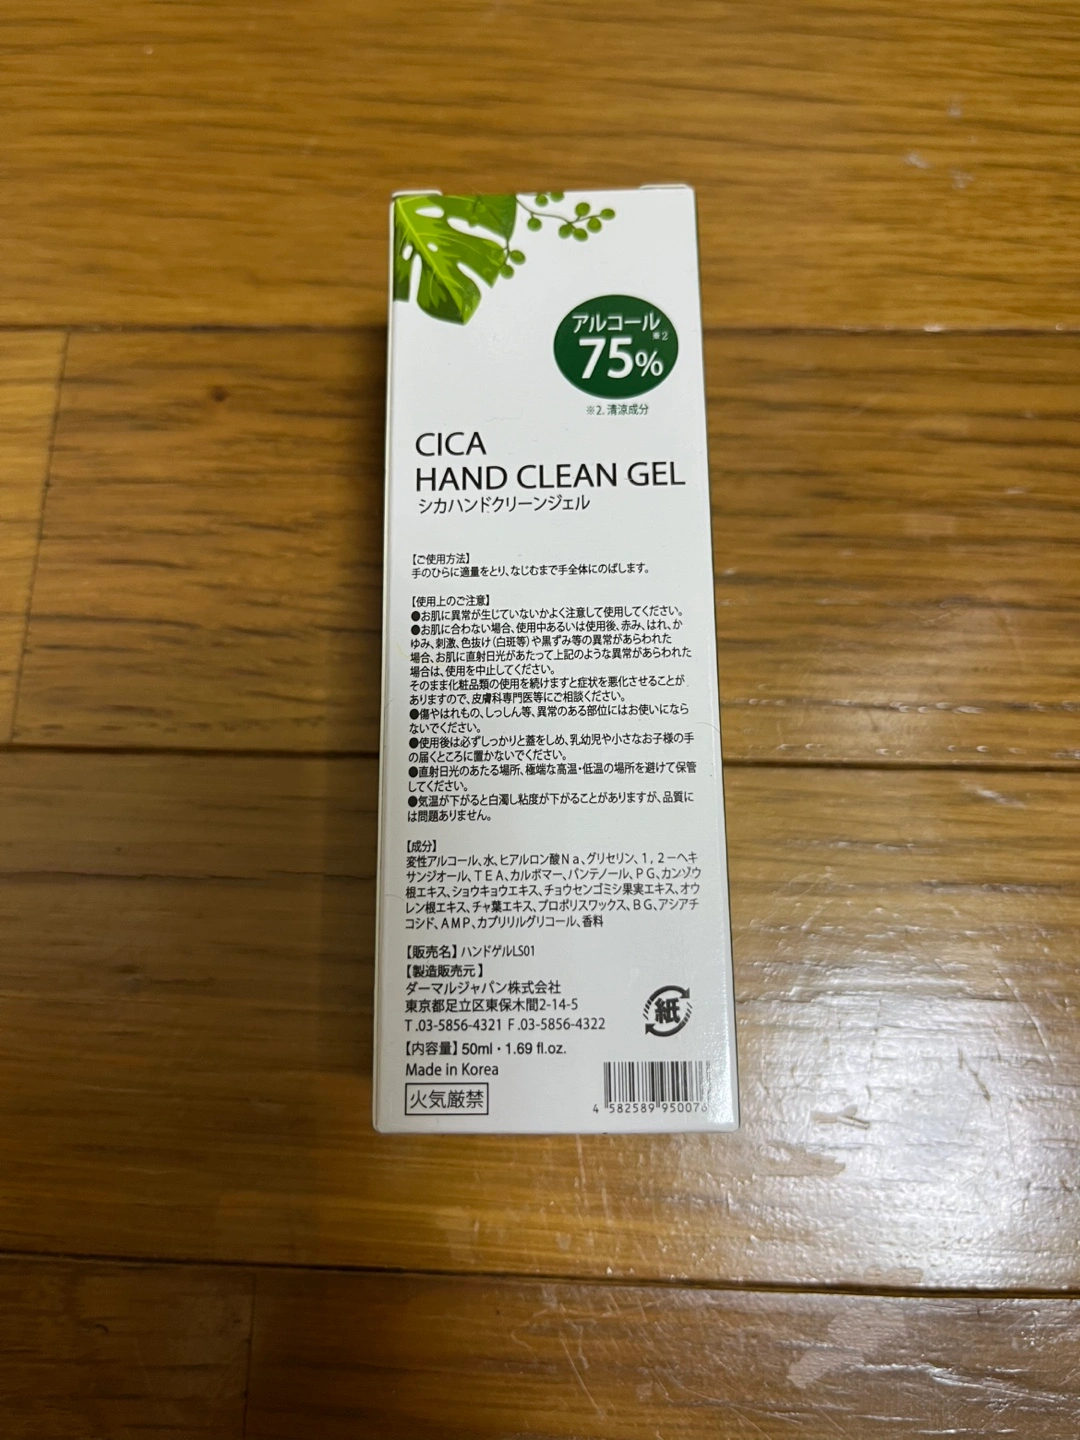 アルコール
※2
75%
※2. 清涼成分
CICA
HAND CLEAN GEL
シカハンドクリーンジェル
【ご使用方法】
手のひらに適量をとり、なじむまで手全体にのばします。
【使用上のご注意】
●お肌に異常が生じていないかよく注意して使用してください。
●お肌に合わない場合、使用中あるいは使用後、赤み、はれ、か
ゆみ、刺激、色抜け(白斑等)や黒ずみ等の異常があらわれた
場合、お肌に直射日光があたって上記のような異常があらわれた
場合は、使用を中止してください。
そのまま化粧品類の使用を続けますと症状を悪化させることが
ありますので、皮膚科専門医等にご相談ください。
●傷やはれもの、しっしん等、異常のある部位にはお使いになら
ないでください。
●使用後は必ずしっかりと蓋をしめ、乳幼児や小さなお子様の手
の届くところに置かないでください。
●直射日光のあたる場所、極端な高温・低温の場所を避けて保管
してください。
●気温が下がると白濁し粘度が下がることがありますが、品質に
は問題ありません。
【成分】
変性アルコール、水、ヒアルロン酸Na、グリセリン、1,2－ヘキ
サンジオール、TEA、カルボマー、パンテノール、PG、カンゾウ
根エキス、ショウキョウエキス、チョウセンゴミシ果実エキス、オウ
レン根エキス、チャ葉エキス、プロポリスワックス、BG、アシアチ
コシド、AMP、カプリリルグリコール、香料
【販売名】ハンドゲルLS01
【製造販売元】
ダーマルジャパン株式会社
東京都足立区東保木間2-14-5
T.03-5856-4321 F.03-5856-4322
紙
【内容量】50ml・1.69 fl.oz.
Made in Korea
火気厳禁
4 582589 950076